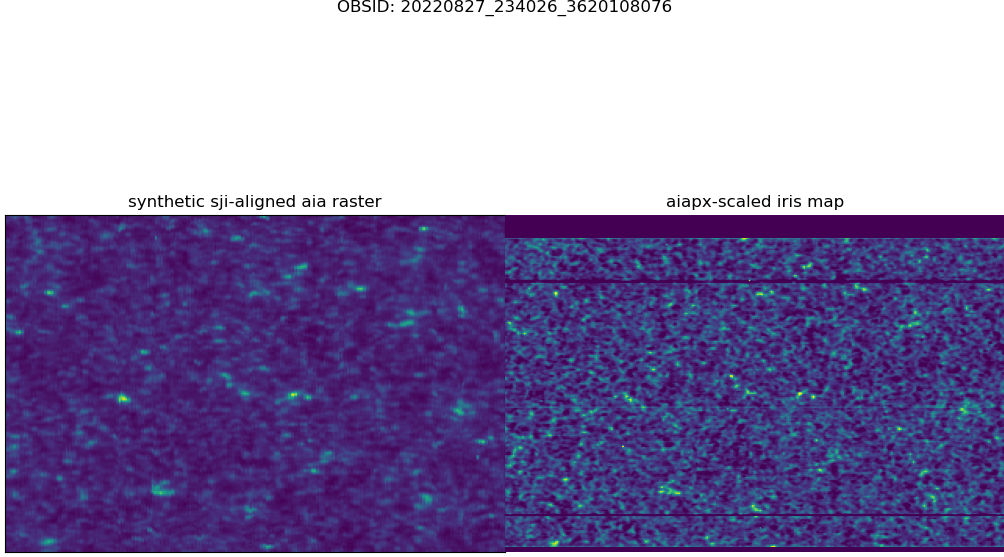 OBSID: 20220827_234026_3620108076
synthetic sji-aligned aia raster
aiapx-scaled iris map